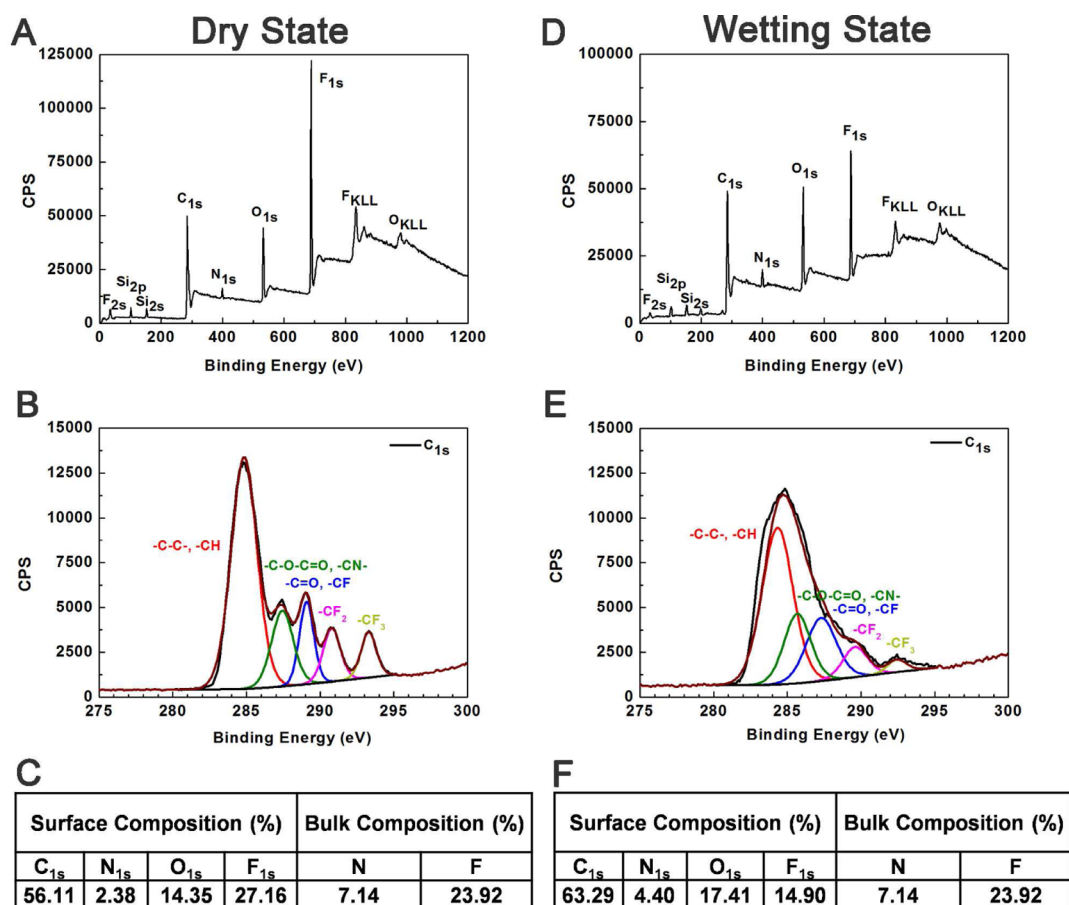 A Dry State
125000
100000
75000
50000
25000
0
CPS
F2s
Si2p
Si2s
C1s
N1s
O1s
F1s
FKLL
OKLL
0 200 400 600 800 1000 1200
Binding Energy (eV)
D Wetting State
100000
75000
50000
25000
0
CPS
F2s
Si2p
Si2s
C1s
N1s
O1s
F1s
FKLL
OKLL
0 200 400 600 800 1000 1200
Binding Energy (eV)
B
15000
12500
10000
7500
5000
2500
0
CPS
C1s
-C-C-, -CH
-C-O-C=O, -CN-
-C=O, -CF
-CF2
-CF3
275 280 285 290 295 300
Binding Energy (eV)
E
15000
12500
10000
7500
5000
2500
0
CPS
C1s
-C-C-, -CH
-C-O-C=O, -CN-
-C=O, -CF
-CF2
-CF3
275 280 285 290 295 300
Binding Energy (eV)
C
Surface Composition (%) Bulk Composition (%)
C1s N1s O1s F1s N F
56.11 2.38 14.35 27.16 7.14 23.92
F
Surface Composition (%) Bulk Composition (%)
C1s N1s O1s F1s N F
63.29 4.40 17.41 14.90 7.14 23.92